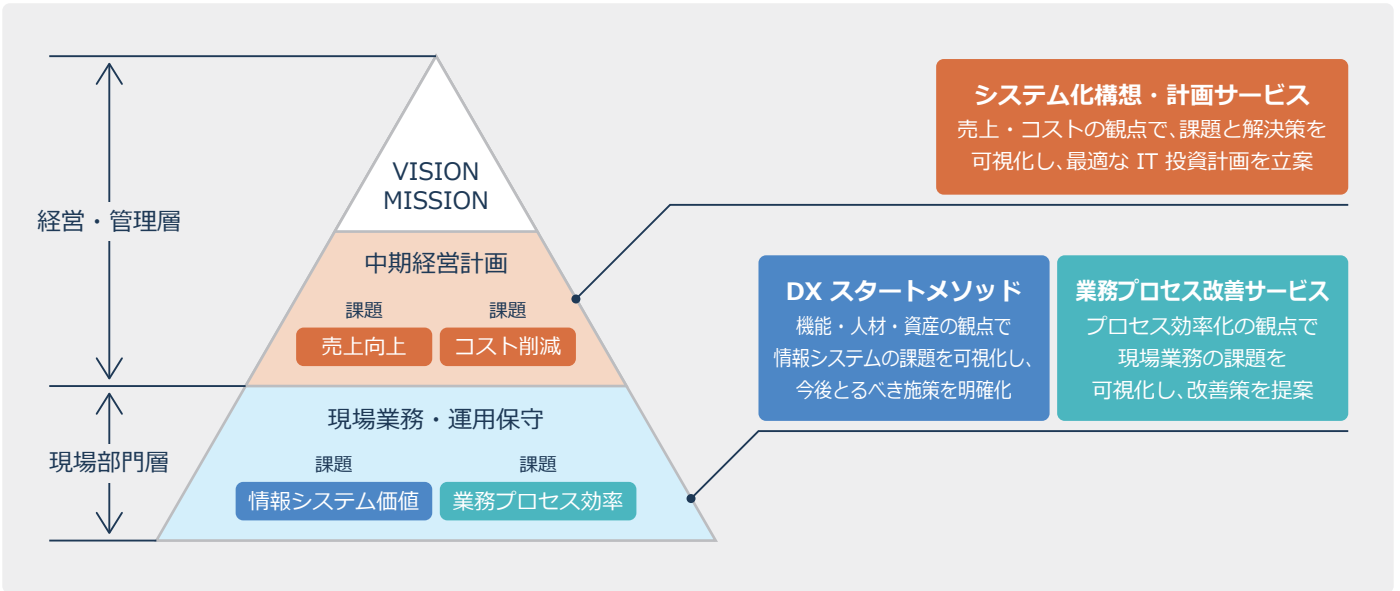 経営・管理層
現場部門層
VISION
MISSION
中期経営計画
課題
売上向上
課題
コスト削減
現場業務・運用保守
課題
情報システム価値
課題
業務プロセス効率
システム化構想・計画サービス
売上・コストの観点で、課題と解決策を
可視化し、最適な IT 投資計画を立案
DX スタートメソッド
機能・人材・資産の観点で
情報システムの課題を可視化し、
今後とるべき施策を明確化
業務プロセス改善サービス
プロセス効率化の観点で
現場業務の課題を
可視化し、改善策を提案